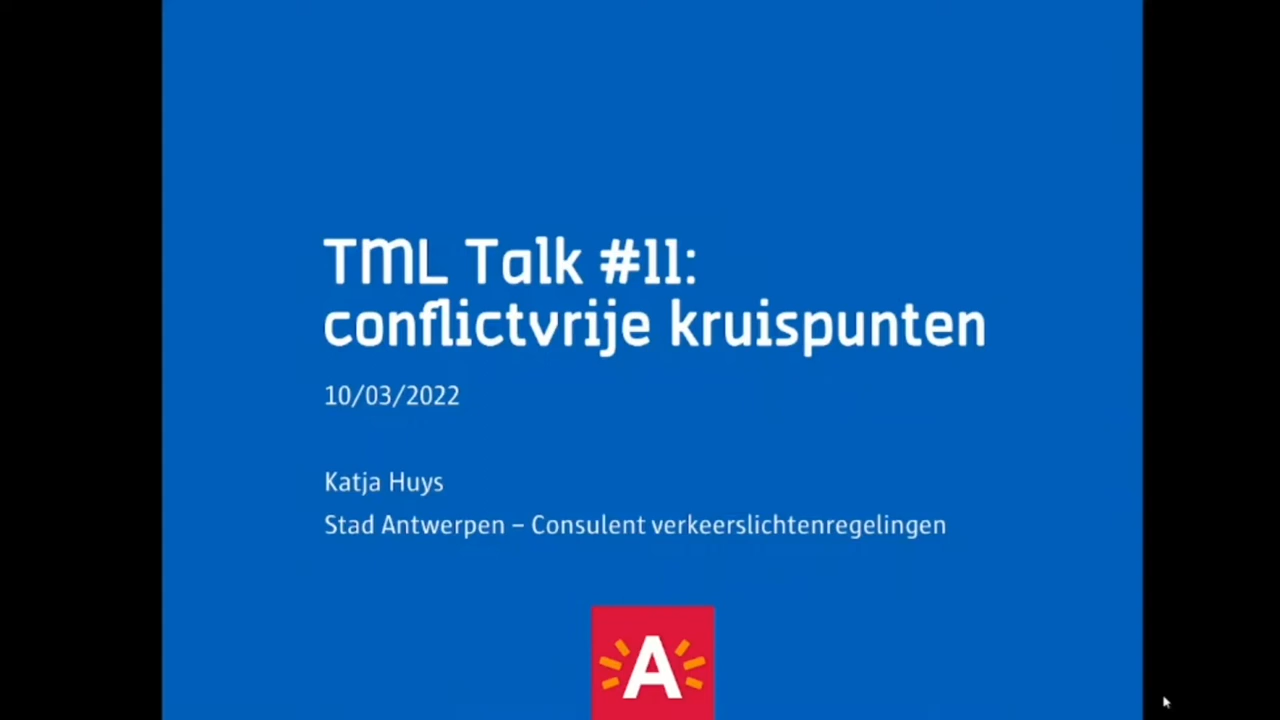 TML Talk #11:
conflictvrije kruispunten
10/03/2022
Katja Huys
Stad Antwerpen – Consulent verkeerslichtenregelingen
A